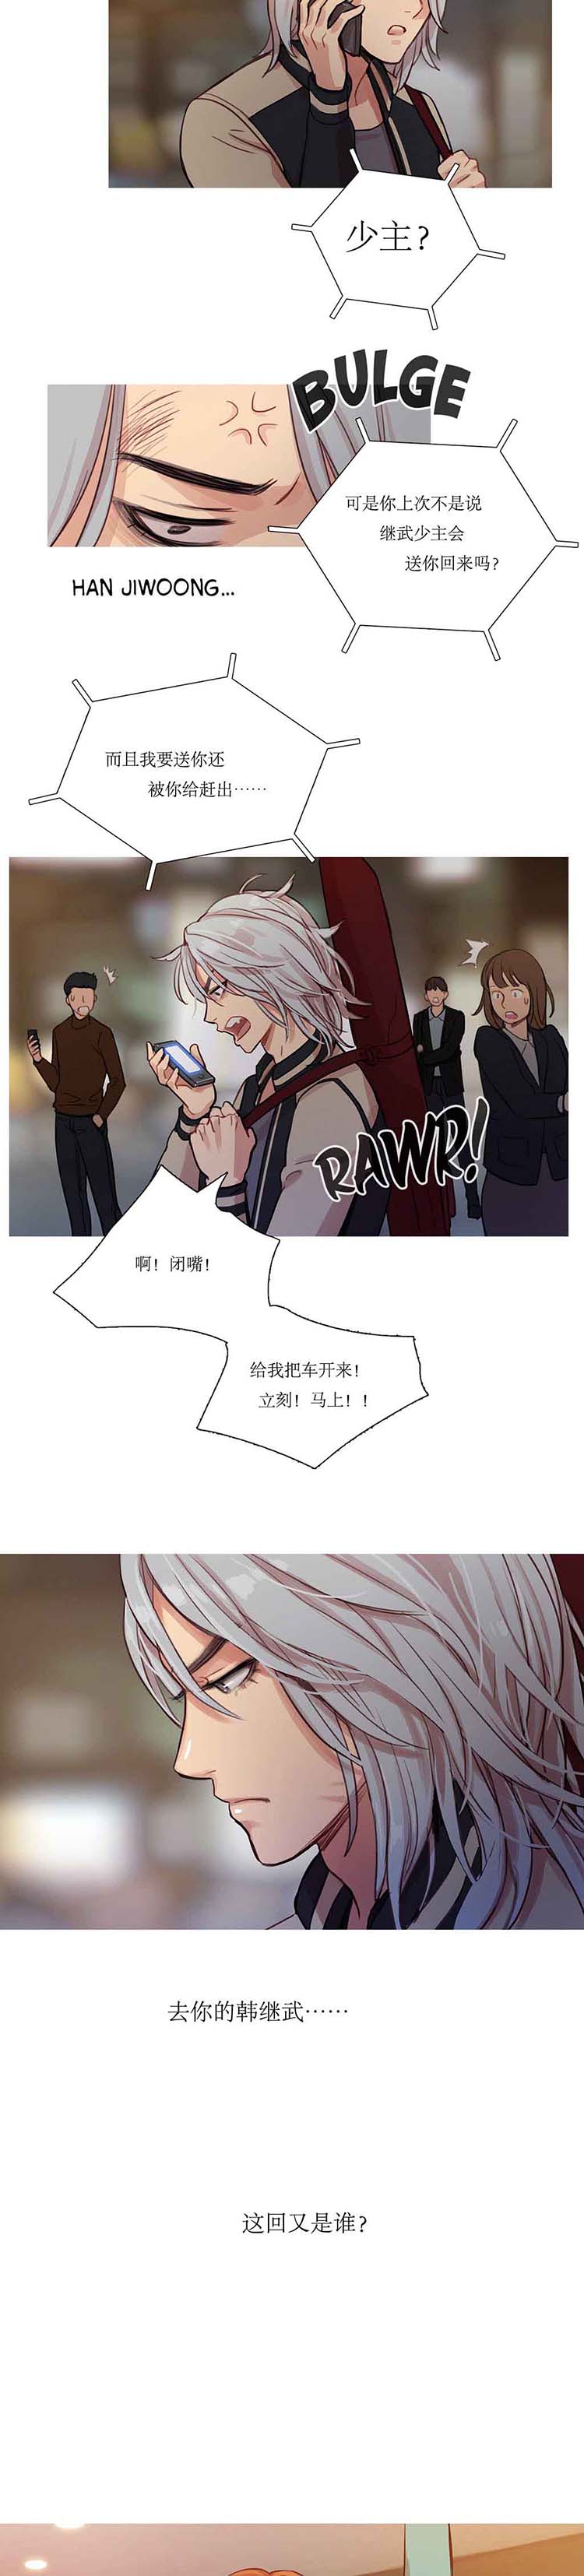 少主?
BULGE
可是你上次不是说
继武少主会
送你回来吗?
HAN JIWOONG...
而且我要送你还
被你给赶出……
RAWR!
啊! 闭嘴!
给我把车开来!
立刻! 马上! !
去你的韩继武……
这回又是谁?